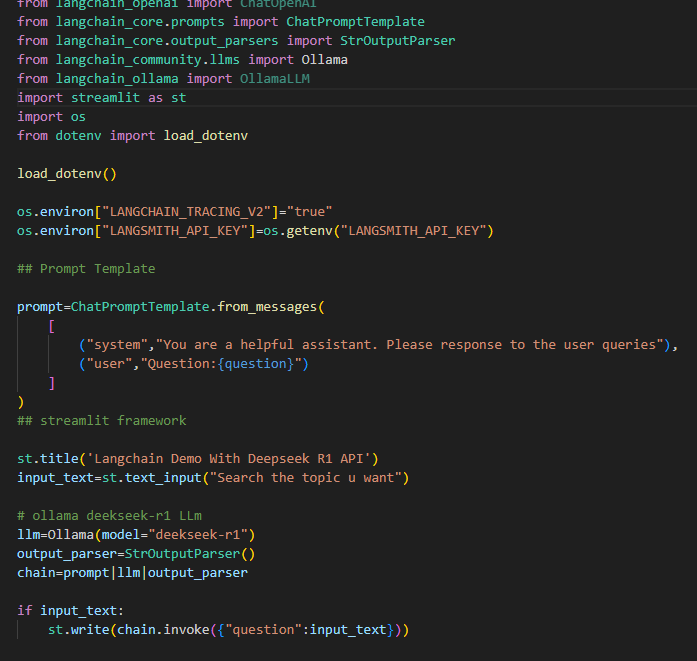 from langchain_openai import ChatOpenAI
from langchain_core.prompts import ChatPromptTemplate
from langchain_core.output_parsers import StrOutputParser
from langchain_community.llms import Ollama
from langchain_ollama import OllamaLLM
import streamlit as st
import os
from dotenv import load_dotenv
load_dotenv()
os.environ["LANGCHAIN_TRACING_V2"]="true"
os.environ["LANGSMITH_API_KEY"]=os.getenv("LANGSMITH_API_KEY")
## Prompt Template
prompt=ChatPromptTemplate.from_messages(
[
("system","You are a helpful assistant. Please response to the user queries"),
("user","Question:{question}")
]
)
## streamlit framework
st.title('Langchain Demo With Deepseek R1 API')
input_text=st.text_input("Search the topic u want")
# ollama deekseek-r1 LLm
llm=Ollama(model="deekseek-r1")
output_parser=StrOutputParser()
chain=prompt|llm|output_parser
if input_text:
st.write(chain.invoke({"question":input_text}))